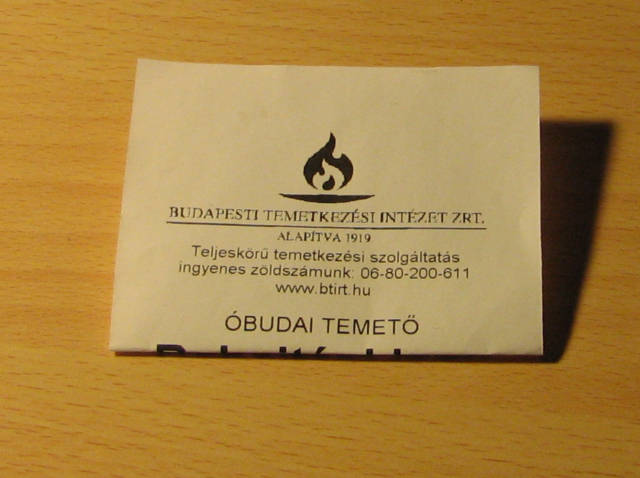 BUDAPESTI TEMETKEZÉSI INTÉZET ZRT.
ALAPÍTVA 1919
Teljeskörű temetkezési szolgáltatás
ingyenes zöldszámunk: 06-80-200-611
www.btirt.hu
ÓBUDAI TEMETŐ